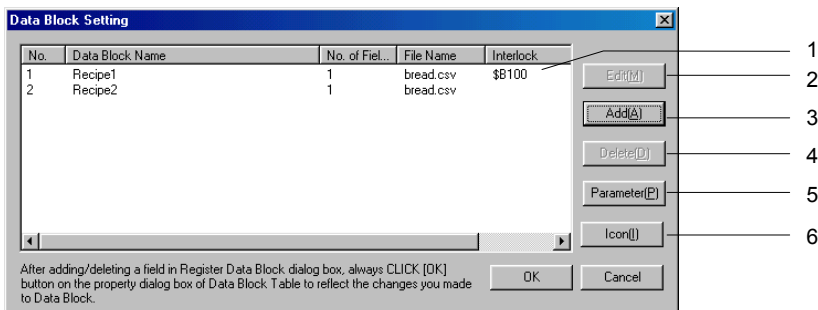 Data Block Setting
No. Data Block Name No. of Fiel... File Name Interlock
1 Recipe1 1 bread.csv $B100
2 Recipe2 1 bread.csv
1
Edit(M)
2
Add(A)
3
Delete(D)
4
Parameter(P)
5
Icon(I)
6
After adding/deleting a field in Register Data Block dialog box, always CLICK [OK]
button on the property dialog box of Data Block Table to reflect the changes you made
to Data Block.
OK Cancel